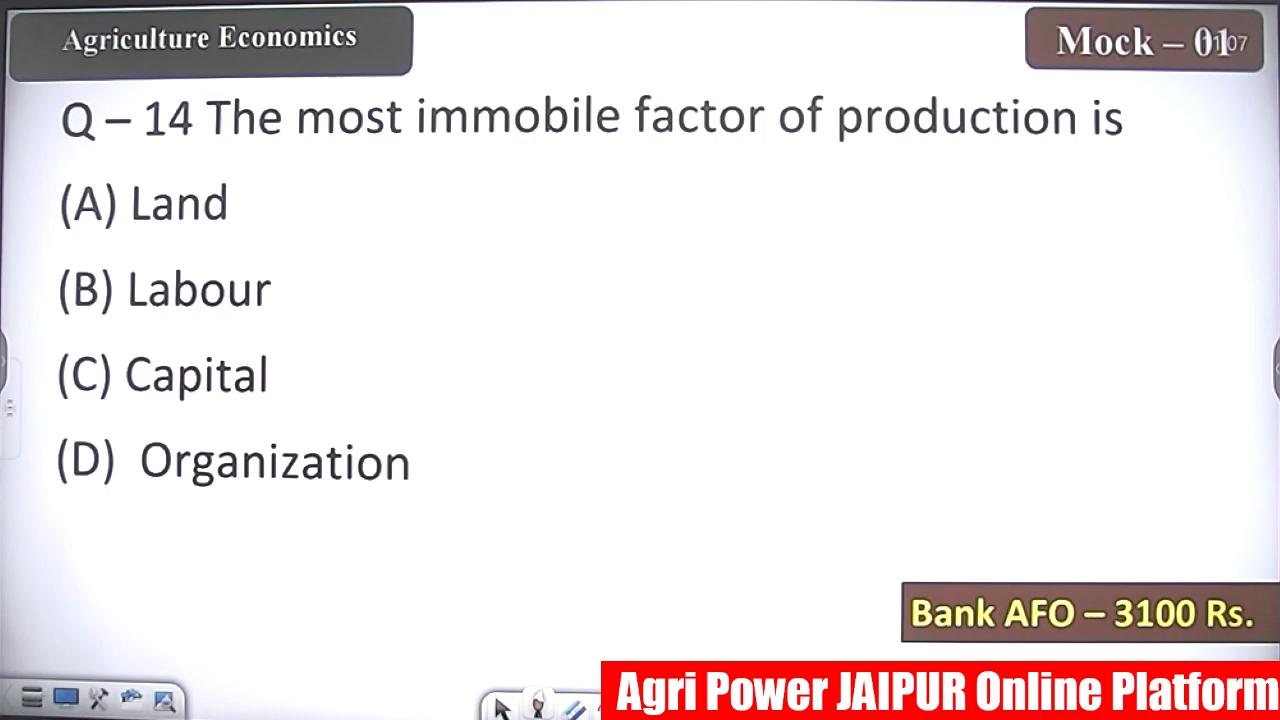 Agriculture Economics
Mock – 01
Q – 14 The most immobile factor of production is
(A) Land
(B) Labour
(C) Capital
(D) Organization
Bank AFO – 3100 Rs.
Agri Power JAIPUR Online Platform